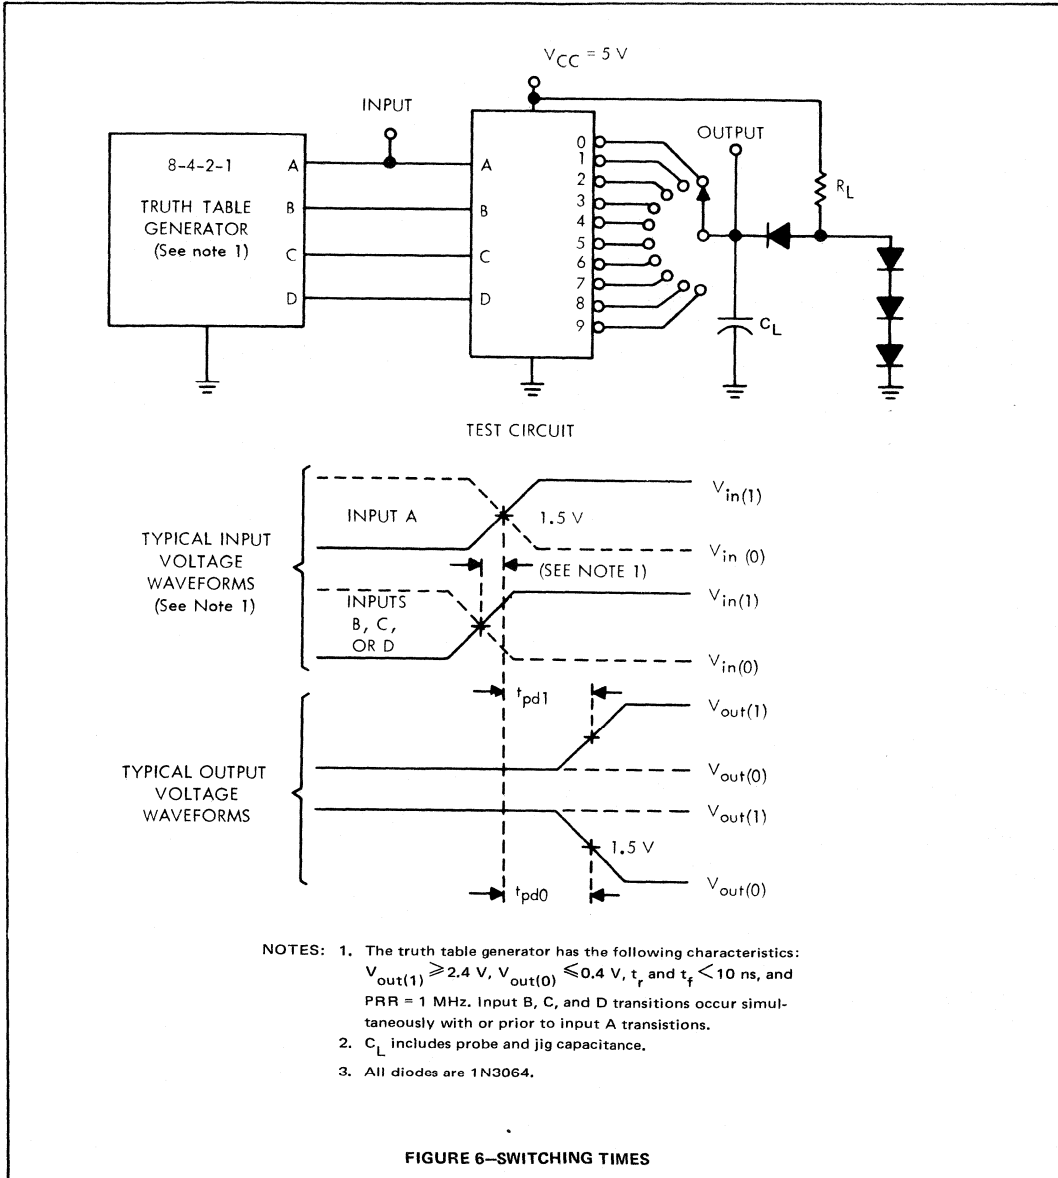 VCC = 5 V
INPUT
OUTPUT
8-4-2-1
TRUTH TABLE
GENERATOR
(See note 1)
A
B
C
D
A
B
C
D
0
1
2
3
4
5
6
7
8
9
RL
CL
TEST CIRCUIT
TYPICAL INPUT
VOLTAGE
WAVEFORMS
(See Note 1)
INPUT A
1.5 V
Vin(1)
Vin (0)
(SEE NOTE 1)
INPUTS
B, C,
OR D
Vin(1)
Vin(0)
TYPICAL OUTPUT
VOLTAGE
WAVEFORMS
tpd1
Vout(1)
Vout(0)
Vout(1)
1.5 V
Vout(0)
tpd0
NOTES: 1. The truth table generator has the following characteristics:
Vout(1) ⩾2.4 V, Vout(0) ⩽0.4 V, tr and tf <10 ns, and
PRR = 1 MHz. Input B, C, and D transitions occur simul-
taneously with or prior to input A transistions.
2. CL includes probe and jig capacitance.
3. All diodes are 1N3064.
FIGURE 6—SWITCHING TIMES